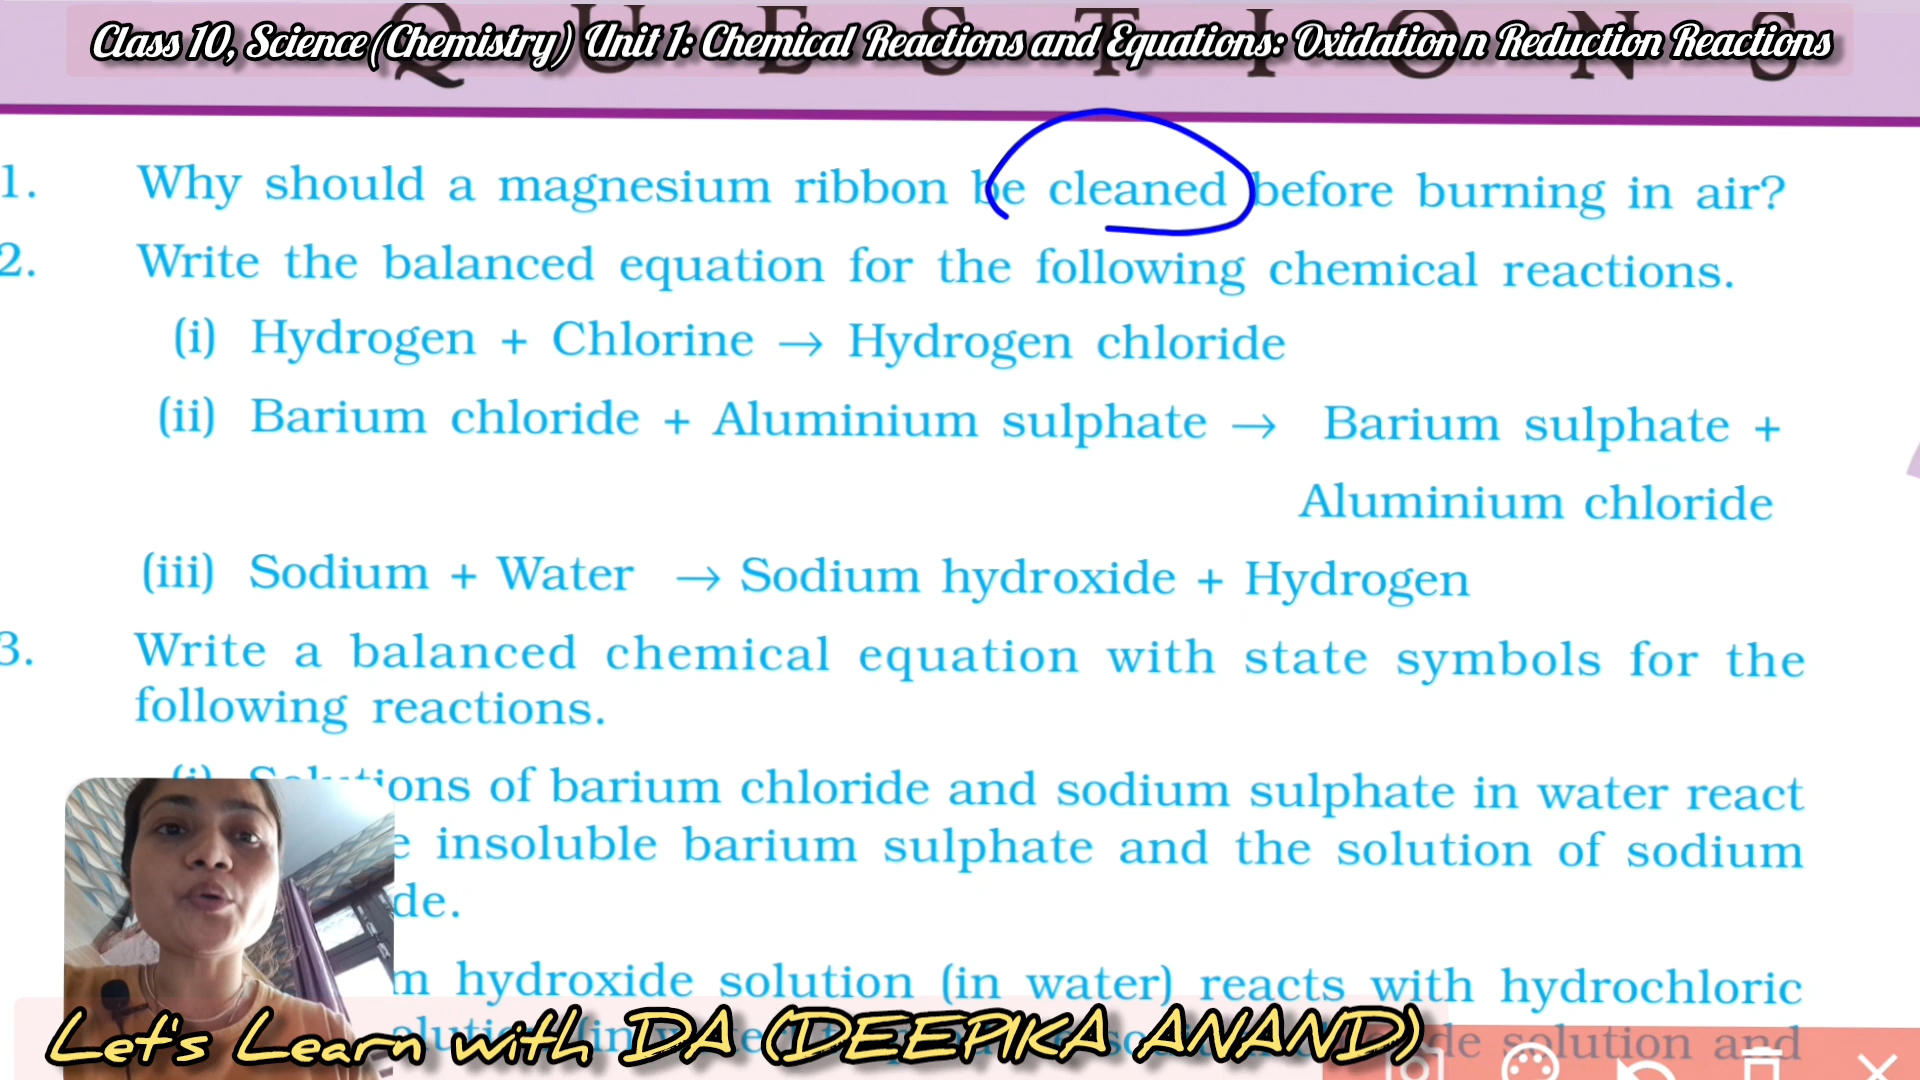 Q U E S T I O N S
Class 10, Science(Chemistry) Unit 1: Chemical Reactions and Equations: Oxidation n Reduction Reactions
1. Why should a magnesium ribbon be cleaned before burning in air?
2. Write the balanced equation for the following chemical reactions.
(i) Hydrogen + Chlorine → Hydrogen chloride
(ii) Barium chloride + Aluminium sulphate → Barium sulphate +
Aluminium chloride
(iii) Sodium + Water → Sodium hydroxide + Hydrogen
3. Write a balanced chemical equation with state symbols for the
following reactions.
(i) Solutions of barium chloride and sodium sulphate in water react
insoluble barium sulphate and the solution of sodium
de.
hydroxide solution (in water) reacts with hydrochloric
solution and
Let's Learn with DA (DEEPIKA ANAND)